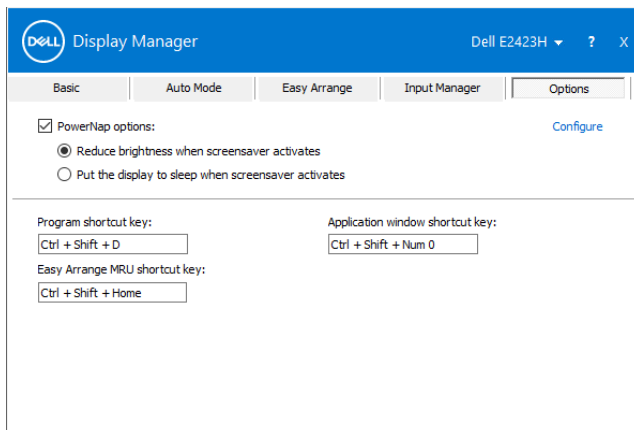 DELL Display Manager Dell E2423H ? X
Basic Auto Mode Easy Arrange Input Manager Options
PowerNap options: Configure
Reduce brightness when screensaver activates
Put the display to sleep when screensaver activates
Program shortcut key: Application window shortcut key:
Ctrl + Shift + D Ctrl + Shift + Num 0
Easy Arrange MRU shortcut key:
Ctrl + Shift + Home